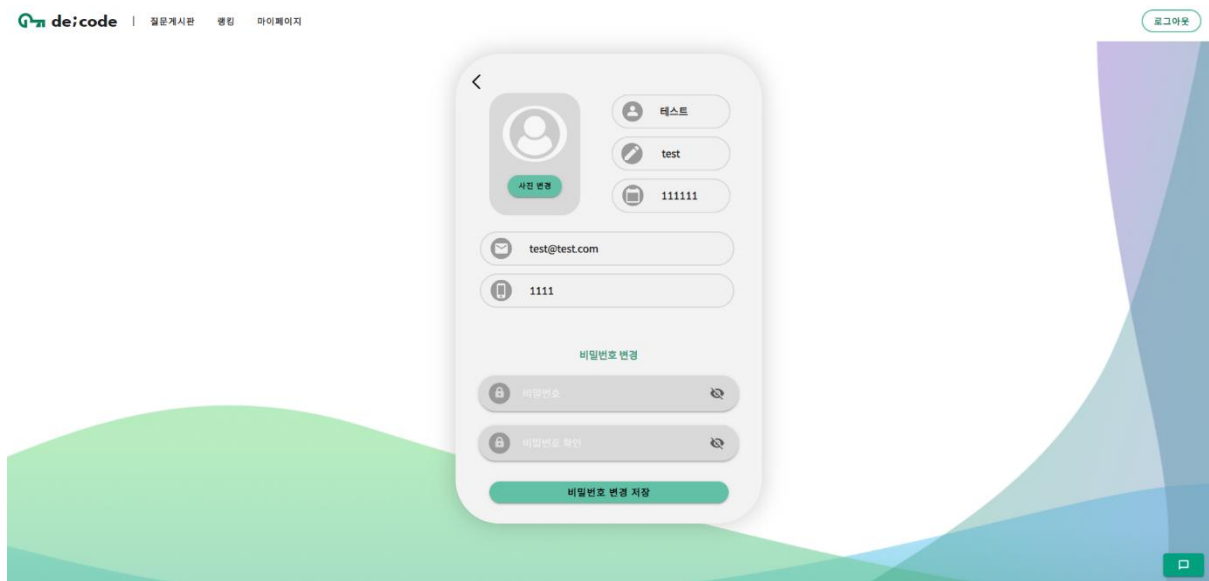 de;code | 질문게시판 랭킹 마이페이지
로그아웃
테스트
test
사진 변경
111111
test@test.com
1111
비밀번호 변경
비밀번호
비밀번호 확인
비밀번호 변경 저장